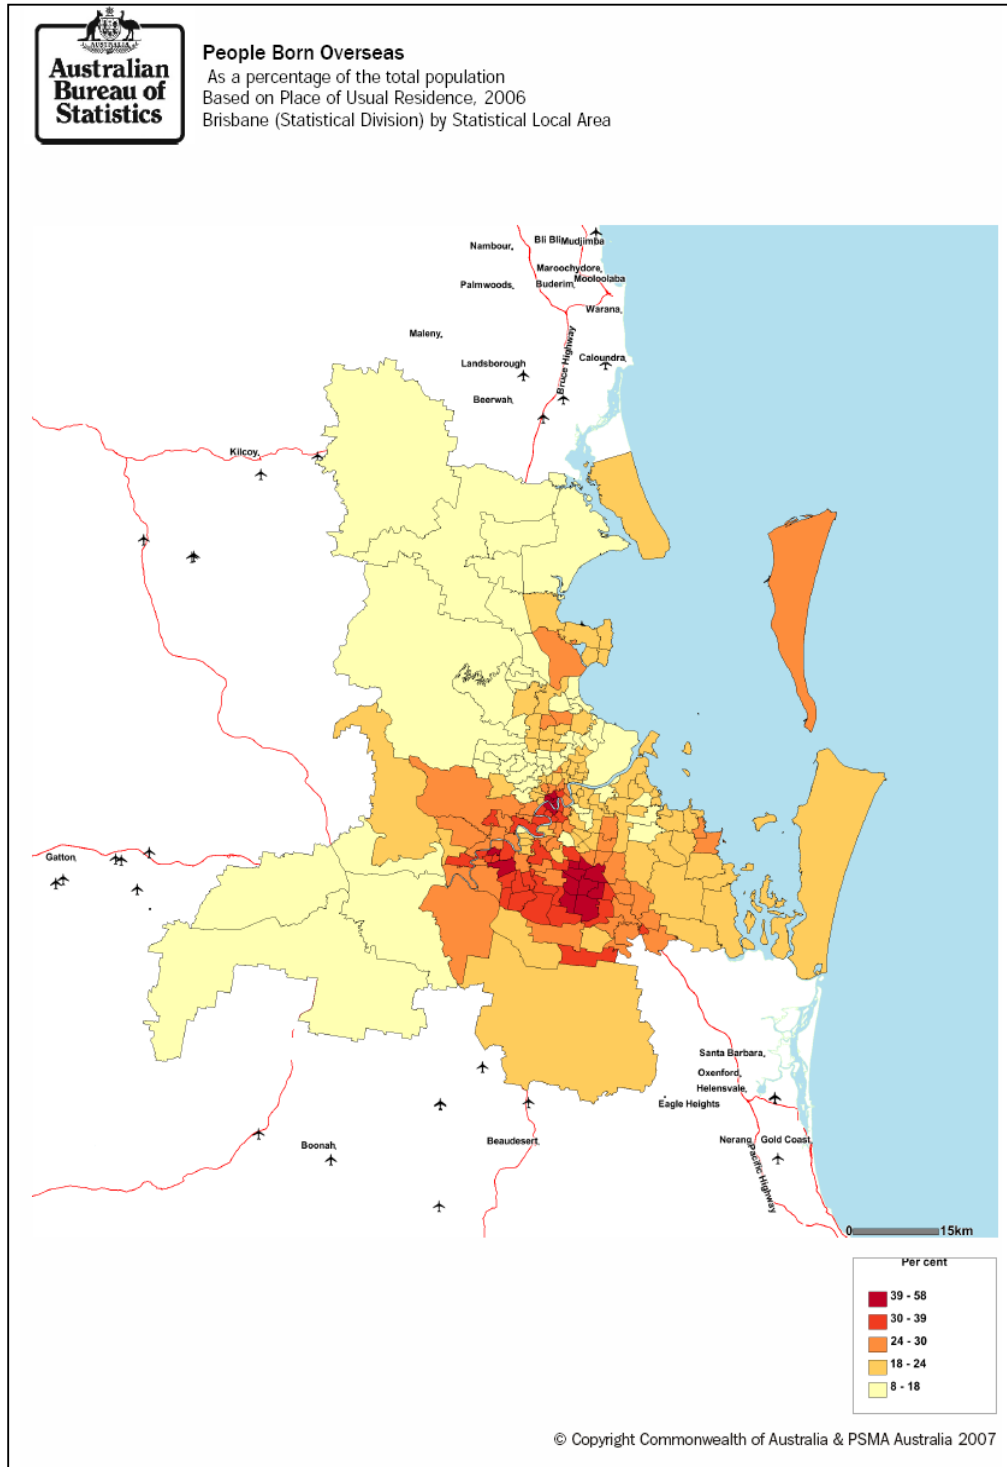 AUSTRALIA
Australian
Bureau of
Statistics
People Born Overseas
As a percentage of the total population
Based on Place of Usual Residence, 2006
Brisbane (Statistical Division) by Statistical Local Area
Nambour
Bli Bli
Mudjimba
Maroochydore
Mooloolaba
Palmwoods
Buderim
Warana
Maleny
Bruce Highway
Landsborough
Caloundra
Beerwah
Kilcoy
Gatton
Santa Barbara
Oxenford
Helensvale
Eagle Heights
Boonah
Beaudesert
Nerang
Gold Coast
Pacific Highway
0 15km
Per cent
39 - 58
30 - 39
24 - 30
18 - 24
8 - 18
© Copyright Commonwealth of Australia & PSMA Australia 2007